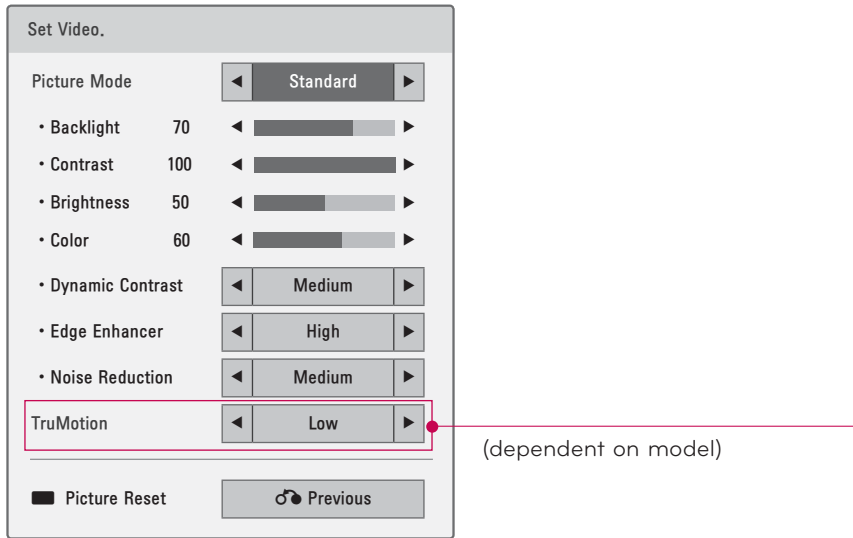 Set Video.
Picture Mode ◀ Standard ▶
• Backlight 70 ◀ ▶
• Contrast 100 ◀ ▶
• Brightness 50 ◀ ▶
• Color 60 ◀ ▶
• Dynamic Contrast ◀ Medium ▶
• Edge Enhancer ◀ High ▶
• Noise Reduction ◀ Medium ▶
TruMotion ◀ Low ▶
(dependent on model)
Picture Reset Previous